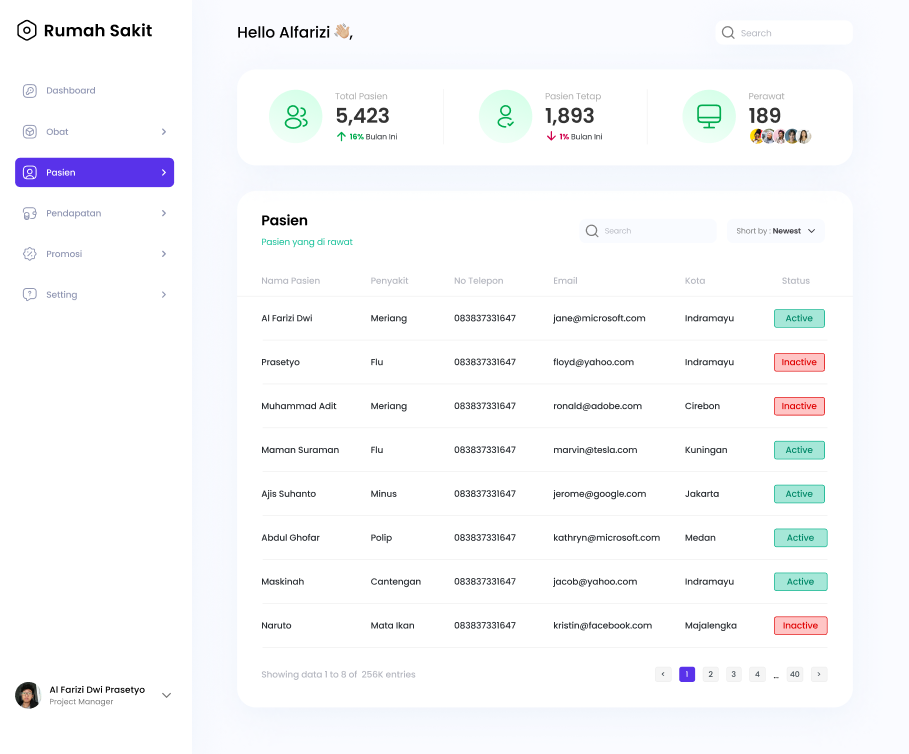 Rumah Sakit
Dashboard
Obat
Pasien
Pendapatan
Promosi
Setting
Al Farizi Dwi Prasetyo
Project Manager
Hello Alfarizi 👋🏼,
Search
Total Pasien
5,423
16% Bulan Ini
Pasien Tetap
1,893
1% Bulan Ini
Perawat
189
Pasien
Pasien yang di rawat
Search
Short by : Newest
Nama Pasien Penyakit No Telepon Email Kota Status
Al Farizi Dwi Meriang 083837331647 jane@microsoft.com Indramayu Active
Prasetyo Flu 083837331647 floyd@yahoo.com Indramayu Inactive
Muhammad Adit Meriang 083837331647 ronald@adobe.com Cirebon Inactive
Maman Suraman Flu 083837331647 marvin@tesla.com Kuningan Active
Ajis Suhanto Minus 083837331647 jerome@google.com Jakarta Active
Abdul Ghofar Polip 083837331647 kathryn@microsoft.com Medan Active
Maskinah Cantengan 083837331647 jacob@yahoo.com Indramayu Active
Naruto Mata Ikan 083837331647 kristin@facebook.com Majalengka Inactive
Showing data 1 to 8 of 256K entries
< 1 2 3 4 ... 40 >